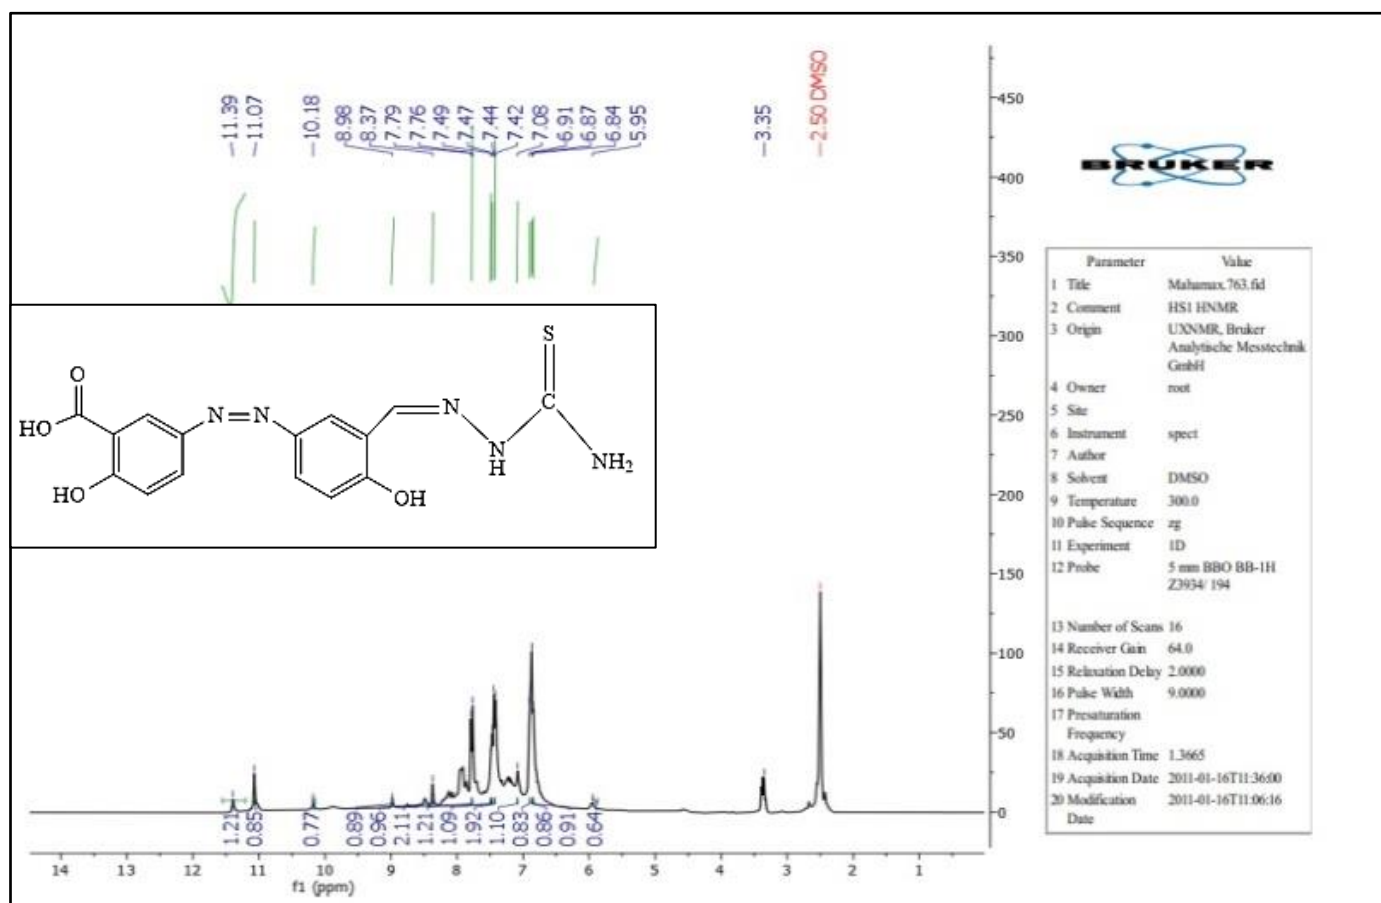 11.39
11.07
10.18
8.98
8.37
7.79
7.76
7.49
7.47
7.44
7.42
7.08
6.91
6.87
6.84
5.95
3.35
2.50 DMSO
450
400
350
300
250
200
150
100
50
0
BRUKER
Parameter Value
1 Title Mahamax.763.fid
2 Comment HS1 HNMR
3 Origin UXNMR, Bruker
Analytische Messtechnik
GmbH
4 Owner root
5 Site
6 Instrument spect
7 Author
8 Solvent DMSO
9 Temperature 300.0
10 Pulse Sequence zg
11 Experiment 1D
12 Probe 5 mm BBO BB-1H
Z3934/ 194
13 Number of Scans 16
14 Receiver Gain 64.0
15 Relaxation Delay 2.0000
16 Pulse Width 9.0000
17 Presaturation
Frequency
18 Acquisition Time 1.3665
19 Acquisition Date 2011-01-16T11:36:00
20 Modification 2011-01-16T11:06:16
Date
S
O
HO
N=N
N
C
N
H
NH2
HO
OH
1.21
0.85
0.77
0.89
0.96
2.11
1.21
1.09
1.92
1.10
0.83
0.86
0.91
0.64
14 13 12 11 10 9 8 7 6 5 4 3 2 1
f1 (ppm)